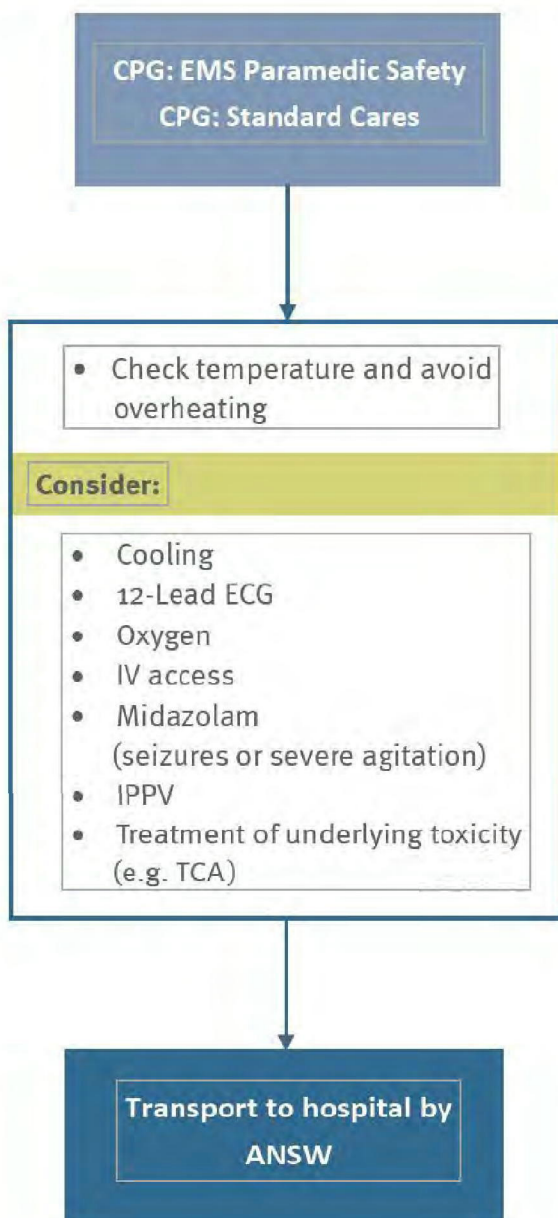 CPG: EMS Paramedic Safety
CPG: Standard Cares
• Check temperature and avoid
overheating
Consider:
• Cooling
• 12-Lead ECG
• Oxygen
• IV access
• Midazolam
(seizures or severe agitation)
• IPPV
• Treatment of underlying toxicity
(e.g. TCA)
Transport to hospital by
ANSW